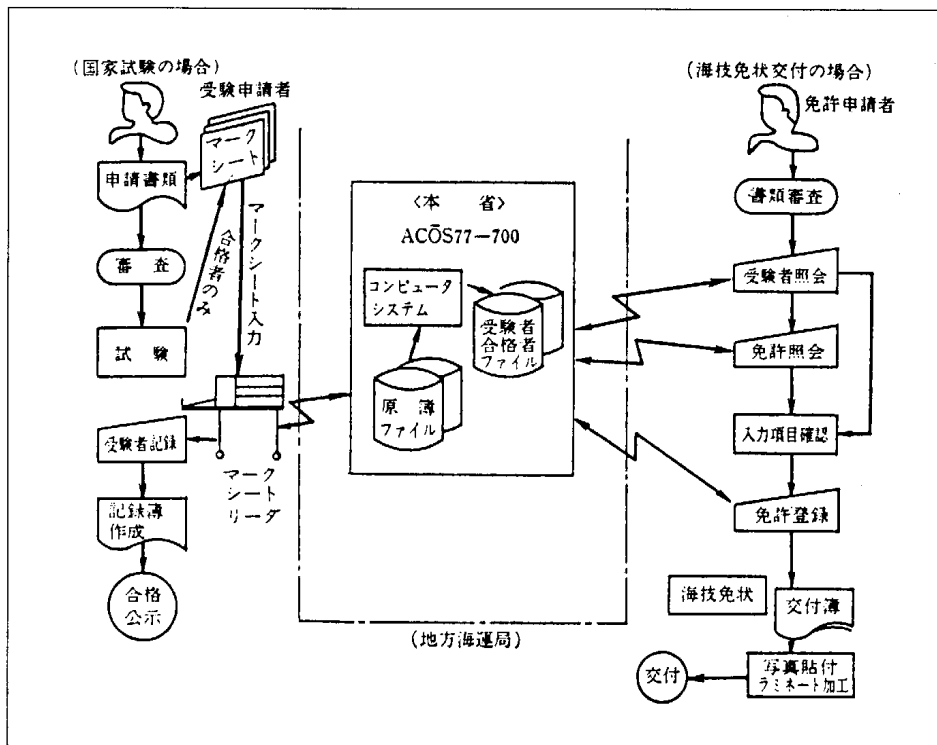 (国家試験の場合)
受験申請者
マーク
シート
申請書類
審査
試験
合格者のみ
マークシート入力
受験者記録
マーク
シート
リーダ
記録簿
作成
合格
公示
〈本省〉
ACOS77-700
コンピュータ
システム
受験者
合格者
ファイル
原簿
ファイル
(地方海運局)
(海技免状交付の場合)
免許申請者
書類審査
受験者照会
免許照会
入力項目確認
免許登録
海技免状
交付簿
写真貼付
ラミネート加工
交付